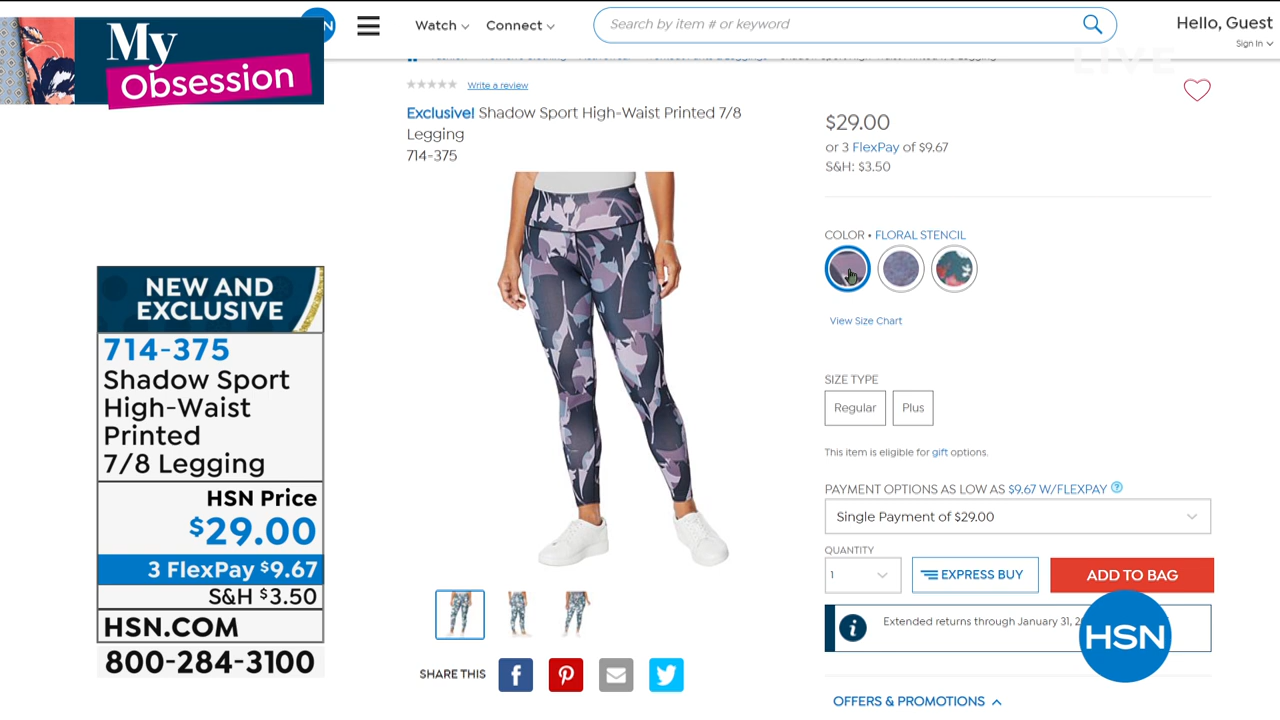 My
Obsession
Watch
Connect
Search by item # or keyword
Hello, Guest
Sign In
LIVE
Write a review
Exclusive! Shadow Sport High-Waist Printed 7/8
Legging
714-375
$29.00
or 3 FlexPay of $9.67
S&H: $3.50
COLOR • FLORAL STENCIL
View Size Chart
SIZE TYPE
Regular
Plus
This item is eligible for gift options.
PAYMENT OPTIONS AS LOW AS $9.67 W/FLEXPAY ?
Single Payment of $29.00
QUANTITY
1
EXPRESS BUY
ADD TO BAG
Extended returns through January 31,
HSN
OFFERS & PROMOTIONS
SHARE THIS
NEW AND
EXCLUSIVE
714-375
Shadow Sport
High-Waist
Printed
7/8 Legging
HSN Price
$29.00
3 FlexPay $9.67
S&H $3.50
HSN.COM
800-284-3100